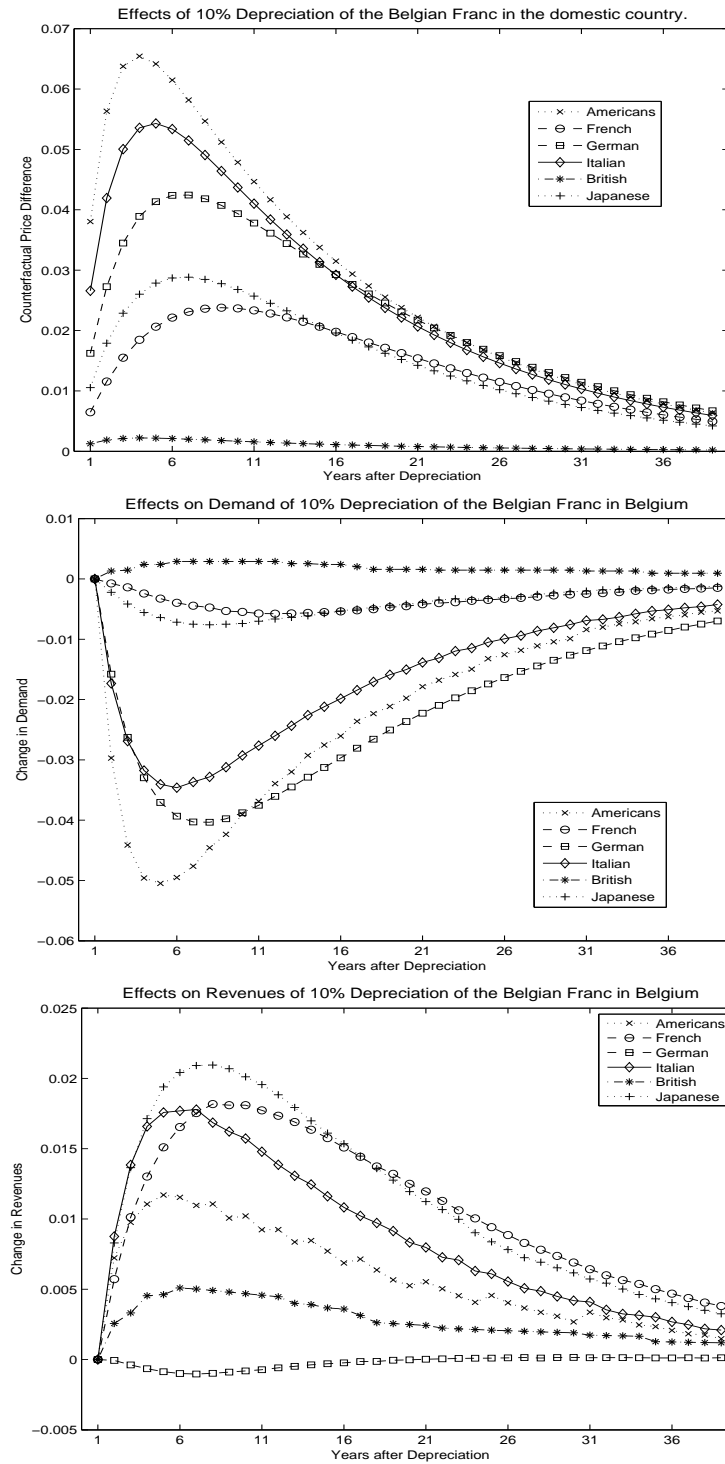 Effects of 10% Depreciation of the Belgian Franc in the domestic country.
0.07
0.06
0.05
0.04
0.03
0.02
0.01
0
Counterfactual Price Difference
Americans
French
German
Italian
British
Japanese
1 6 11 16 21 26 31 36
Years after Depreciation
Effects on Demand of 10% Depreciation of the Belgian Franc in Belgium
0.01
0
−0.01
−0.02
−0.03
−0.04
−0.05
−0.06
Change in Demand
Americans
French
German
Italian
British
Japanese
1 6 11 16 21 26 31 36
Years after Depreciation
Effects on Revenues of 10% Depreciation of the Belgian Franc in Belgium
0.025
0.02
0.015
0.01
0.005
0
−0.005
Change in Revenues
Americans
French
German
Italian
British
Japanese
1 6 11 16 21 26 31 36
Years after Depreciation